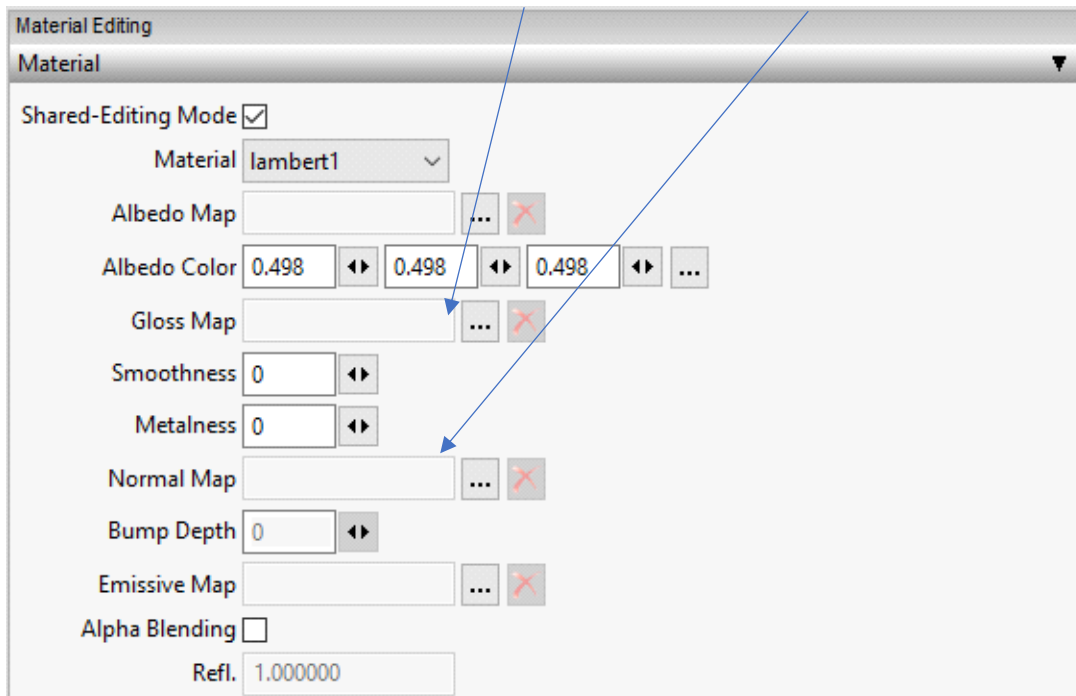 Material Editing
Material
Shared-Editing Mode
Material lambert1
Albedo Map ...
Albedo Color 0.498 0.498 0.498 ...
Gloss Map ...
Smoothness 0
Metalness 0
Normal Map ...
Bump Depth 0
Emissive Map ...
Alpha Blending
Refl. 1.000000